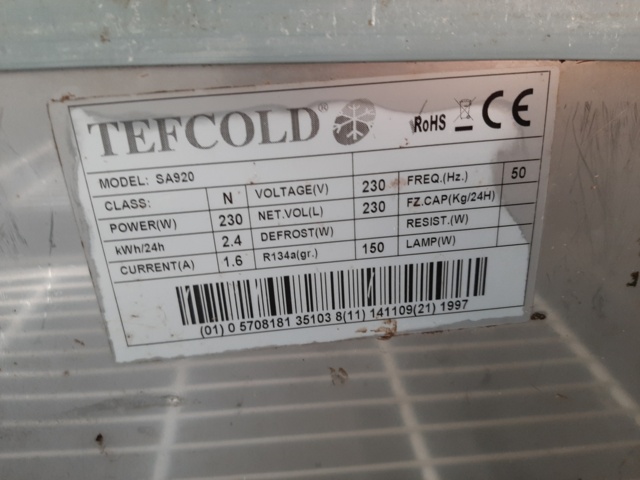 TEFCOLD® RoHS CE
MODEL: SA920
CLASS: N VOLTAGE(V) 230 FREQ.(Hz.) 50
POWER(W) 230 NET.VOL(L) 230 FZ.CAP(Kg/24H)
kWh/24h 2.4 DEFROST(W) RESIST.(W)
CURRENT(A) 1.6 R134a(gr.) 150 LAMP(W)
(01) 0 5708181 35103 8(11) 141109(21) 1997